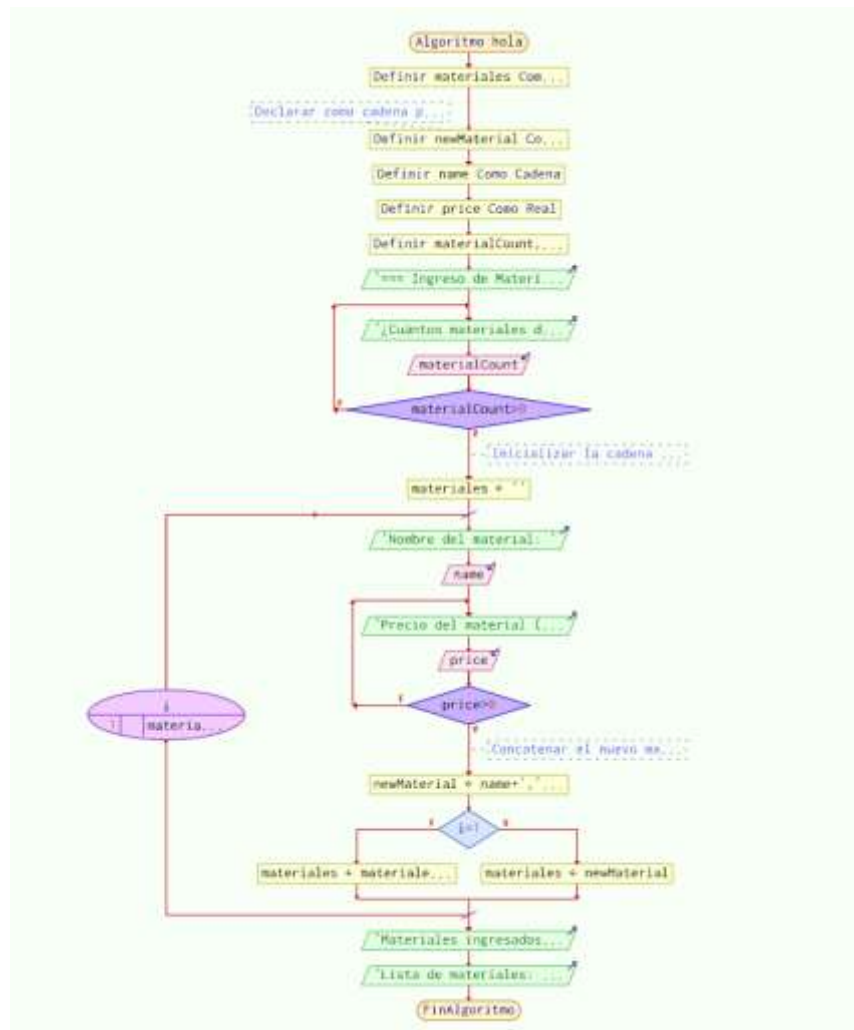 Algoritmo hola
Definir materiales Com...
Declarar como cadena p...
Definir newMaterial Co...
Definir name Como Cadena
Definir price Como Real
Definir materialCount,...
'=== Ingreso de Materi...
'¿Cuántos materiales d...
materialCount
F
materialCount>0
V
Inicializar la cadena ...
materiales ← ''
'Nombre del material: '
name
'Precio del material (...
price
F
price>0
V
i
1
materia...
Concatenar el nuevo ma...
newMaterial ← name+','...
F
i=1
V
materiales ← materiale...
materiales ← newMaterial
'Materiales ingresados...
'Lista de materiales: ...
FinAlgoritmo